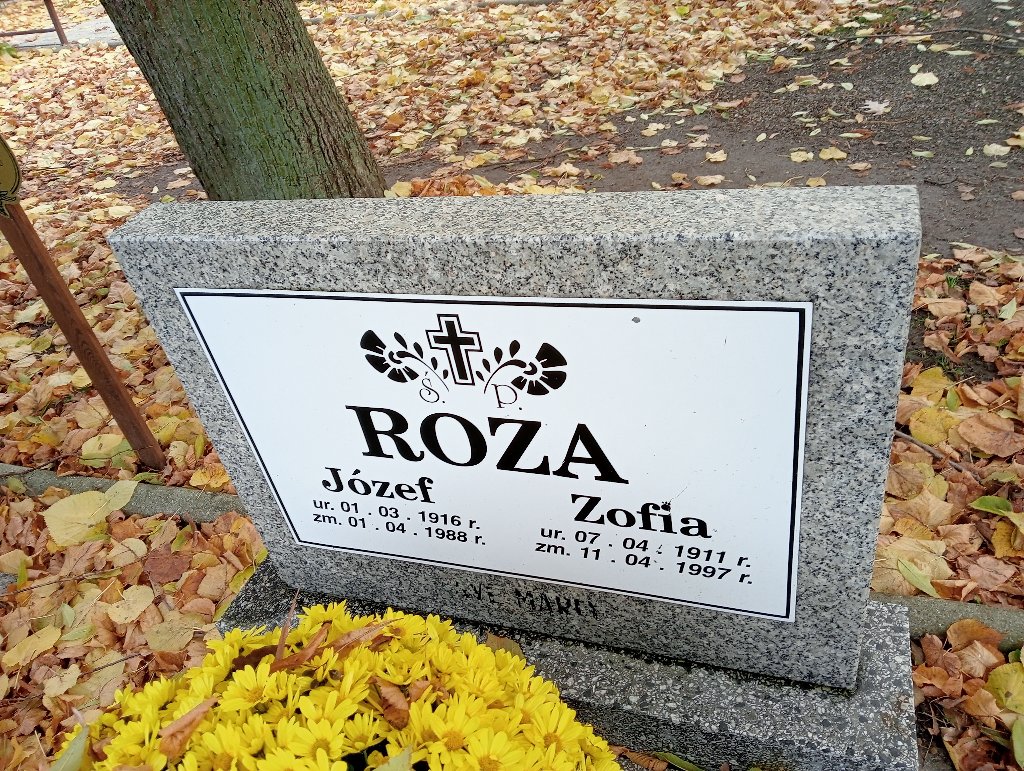 Ś. P.
ROZA
Józef
ur. 01 . 03 . 1916 r.
zm. 01 . 04 . 1988 r.
Zofia
ur. 07 . 04 . 1911 r.
zm. 11 . 04 . 1997 r.